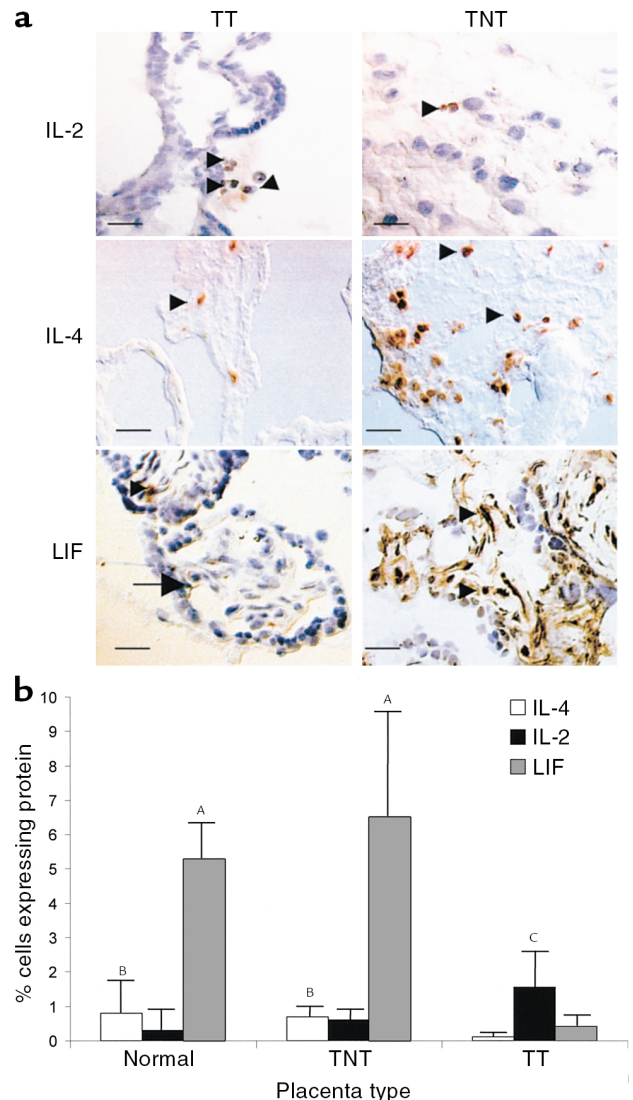 a
TT TNT
IL-2
IL-4
LIF
b
% cells expressing protein
10
9
8
7
6
5
4
3
2
1
0
B
A
B
A
C
IL-4
IL-2
LIF
Normal TNT TT
Placenta type